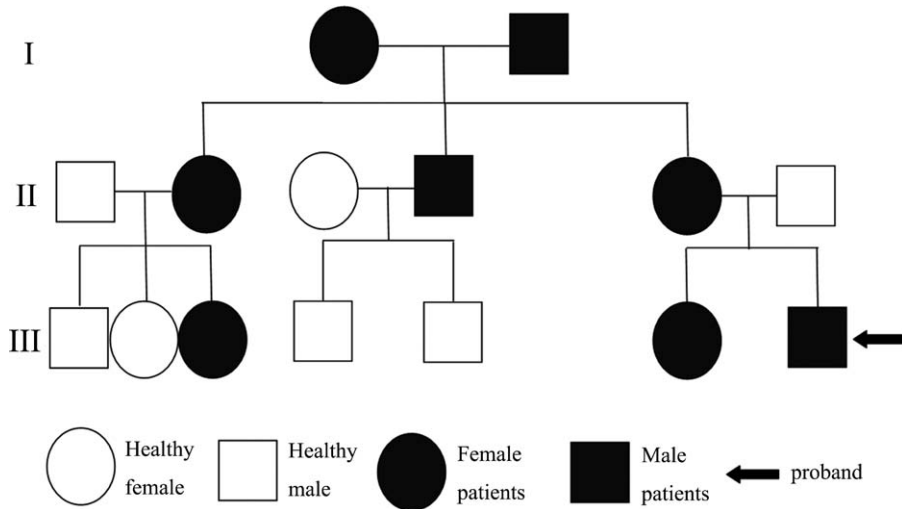 I
II
III
Healthy
female
Healthy
male
Female
patients
Male
patients
proband